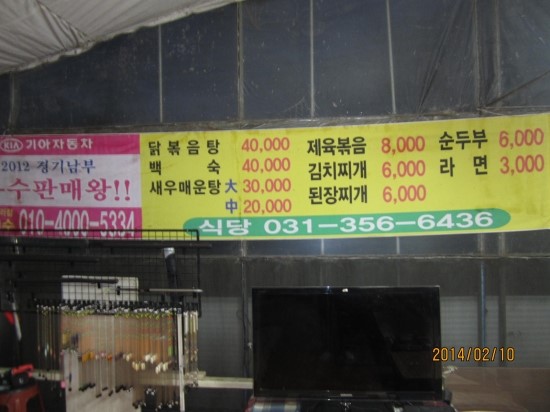 KIA 기아자동차
2012 경기남부
수판매왕!!
010-4000-5334
닭볶음탕 40,000
백숙 40,000
새우매운탕 大 30,000
中 20,000
제육볶음 8,000
김치찌개 6,000
된장찌개 6,000
순두부 6,000
라면 3,000
식당 031-356-6436
2014/02/10